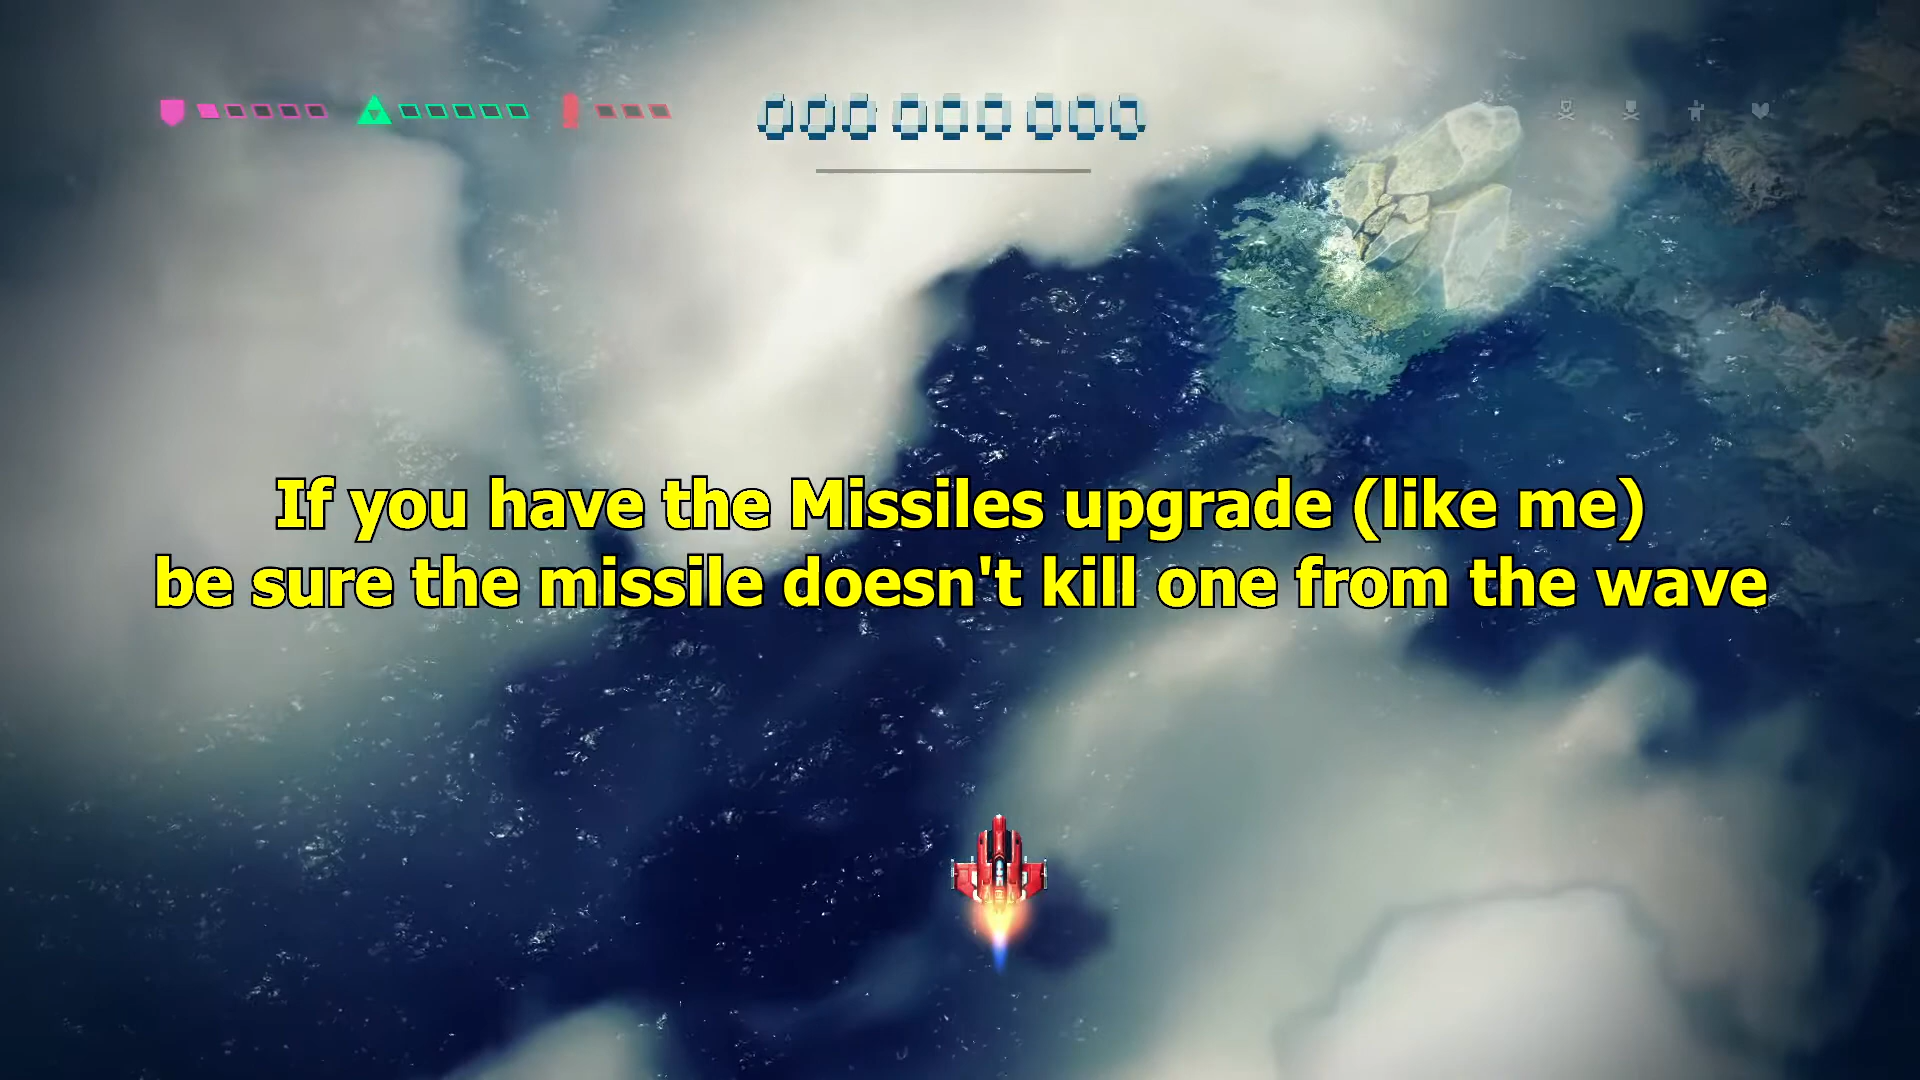 000 000 000
If you have the Missiles upgrade (like me)
be sure the missile doesn't kill one from the wave